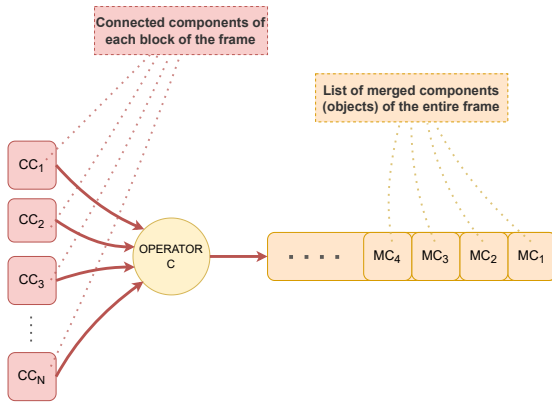 Connected components of
each block of the frame
List of merged components
(objects) of the entire frame
CC1
CC2
CC3
CCN
OPERATOR
C
MC4 MC3 MC2 MC1